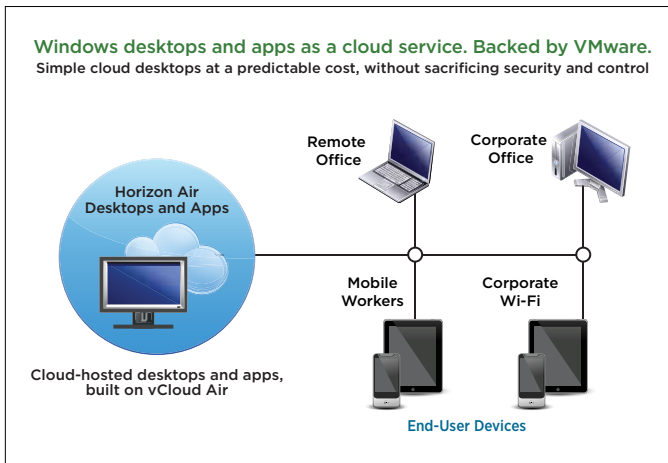 Windows desktops and apps as a cloud service. Backed by VMware.
Simple cloud desktops at a predictable cost, without sacrificing security and control
Remote
Office
Corporate
Office
Horizon Air
Desktops and Apps
Mobile
Workers
Corporate
Wi-Fi
Cloud-hosted desktops and apps,
built on vCloud Air
End-User Devices